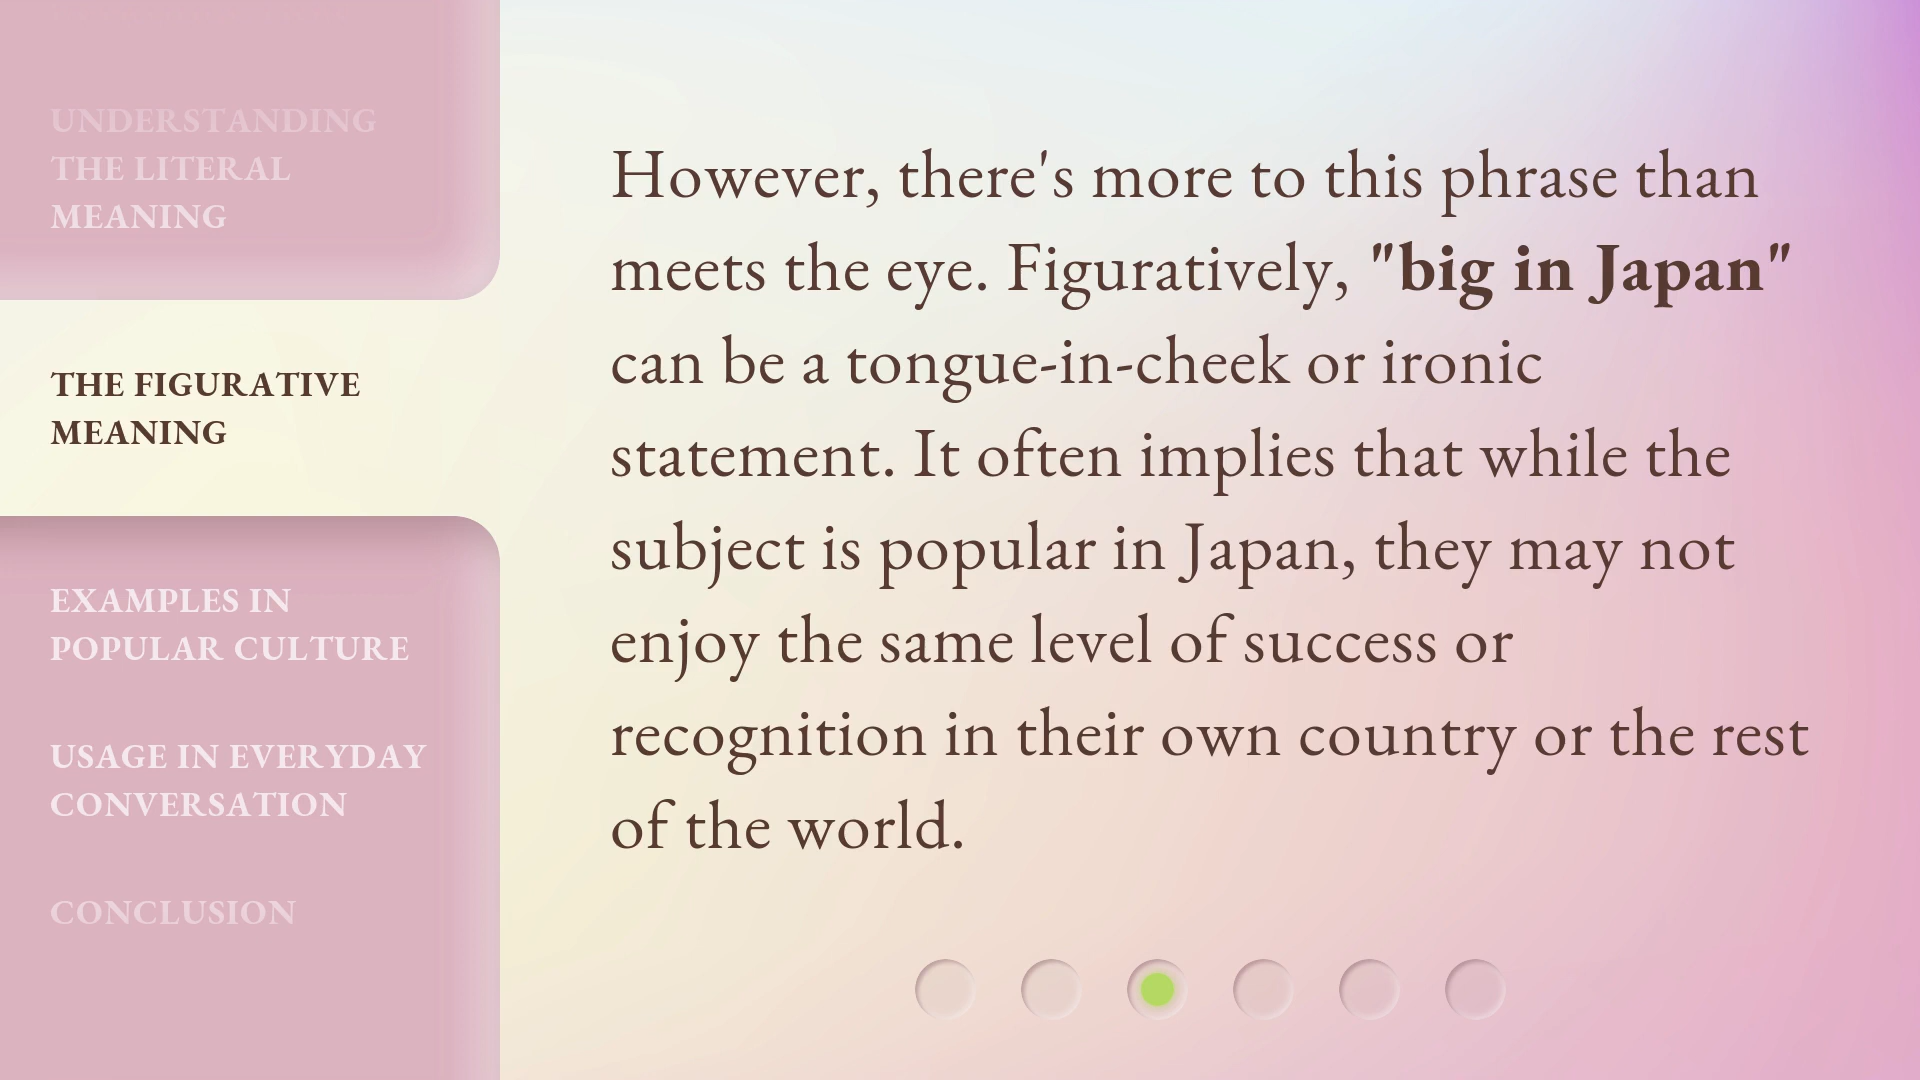 UNDERSTANDING
THE LITERAL
MEANING
THE FIGURATIVE
MEANING
EXAMPLES IN
POPULAR CULTURE
USAGE IN EVERYDAY
CONVERSATION
CONCLUSION
However, there's more to this phrase than
meets the eye. Figuratively, "big in Japan"
can be a tongue-in-cheek or ironic
statement. It often implies that while the
subject is popular in Japan, they may not
enjoy the same level of success or
recognition in their own country or the rest
of the world.